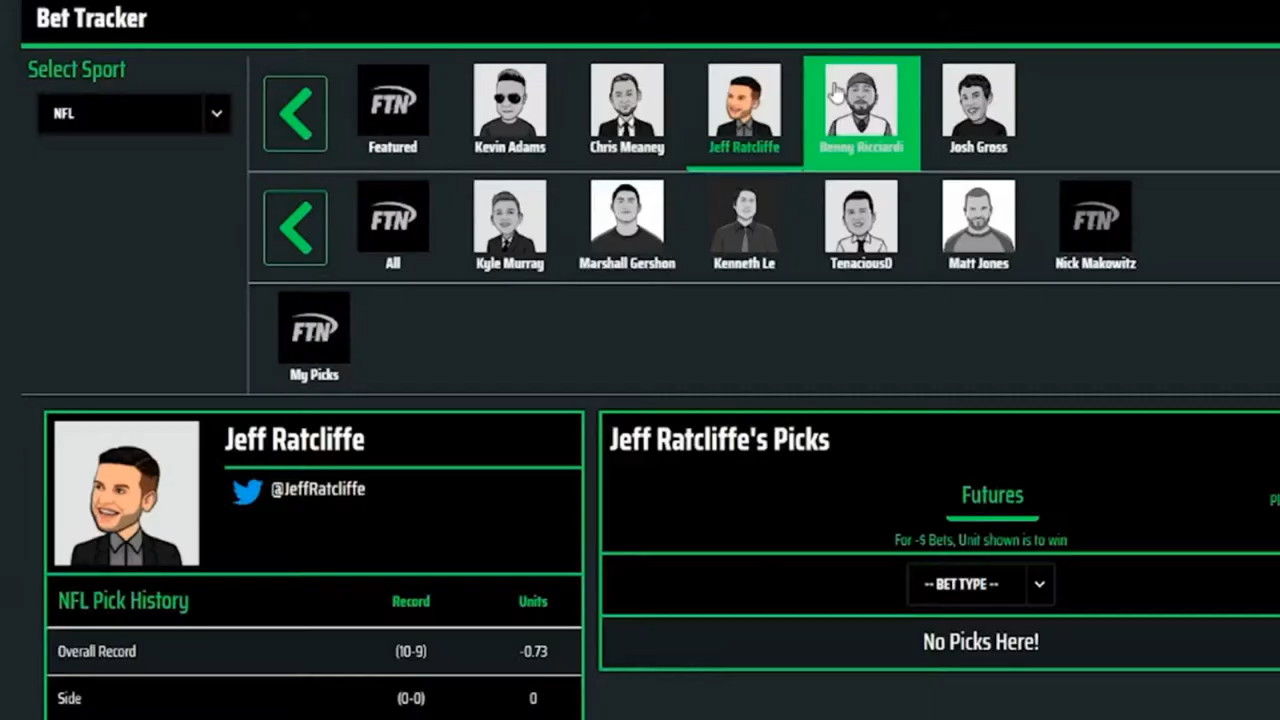 Bet Tracker
Select Sport
NFL
FTN
Featured
Kevin Adams
Chris Meaney
Jeff Ratcliffe
Benny Ricciardi
Josh Gross
FTN
All
Kyle Murray
Marshall Gershon
Kenneth Le
TenaciousD
Matt Jones
FTN
Nick Makowitz
FTN
My Picks
Jeff Ratcliffe
@JeffRatcliffe
NFL Pick History Record Units
Overall Record (10-9) -0.73
Side (0-0) 0
Jeff Ratcliffe's Picks
Futures
For -$ Bets, Unit shown is to win
-- BET TYPE --
No Picks Here!